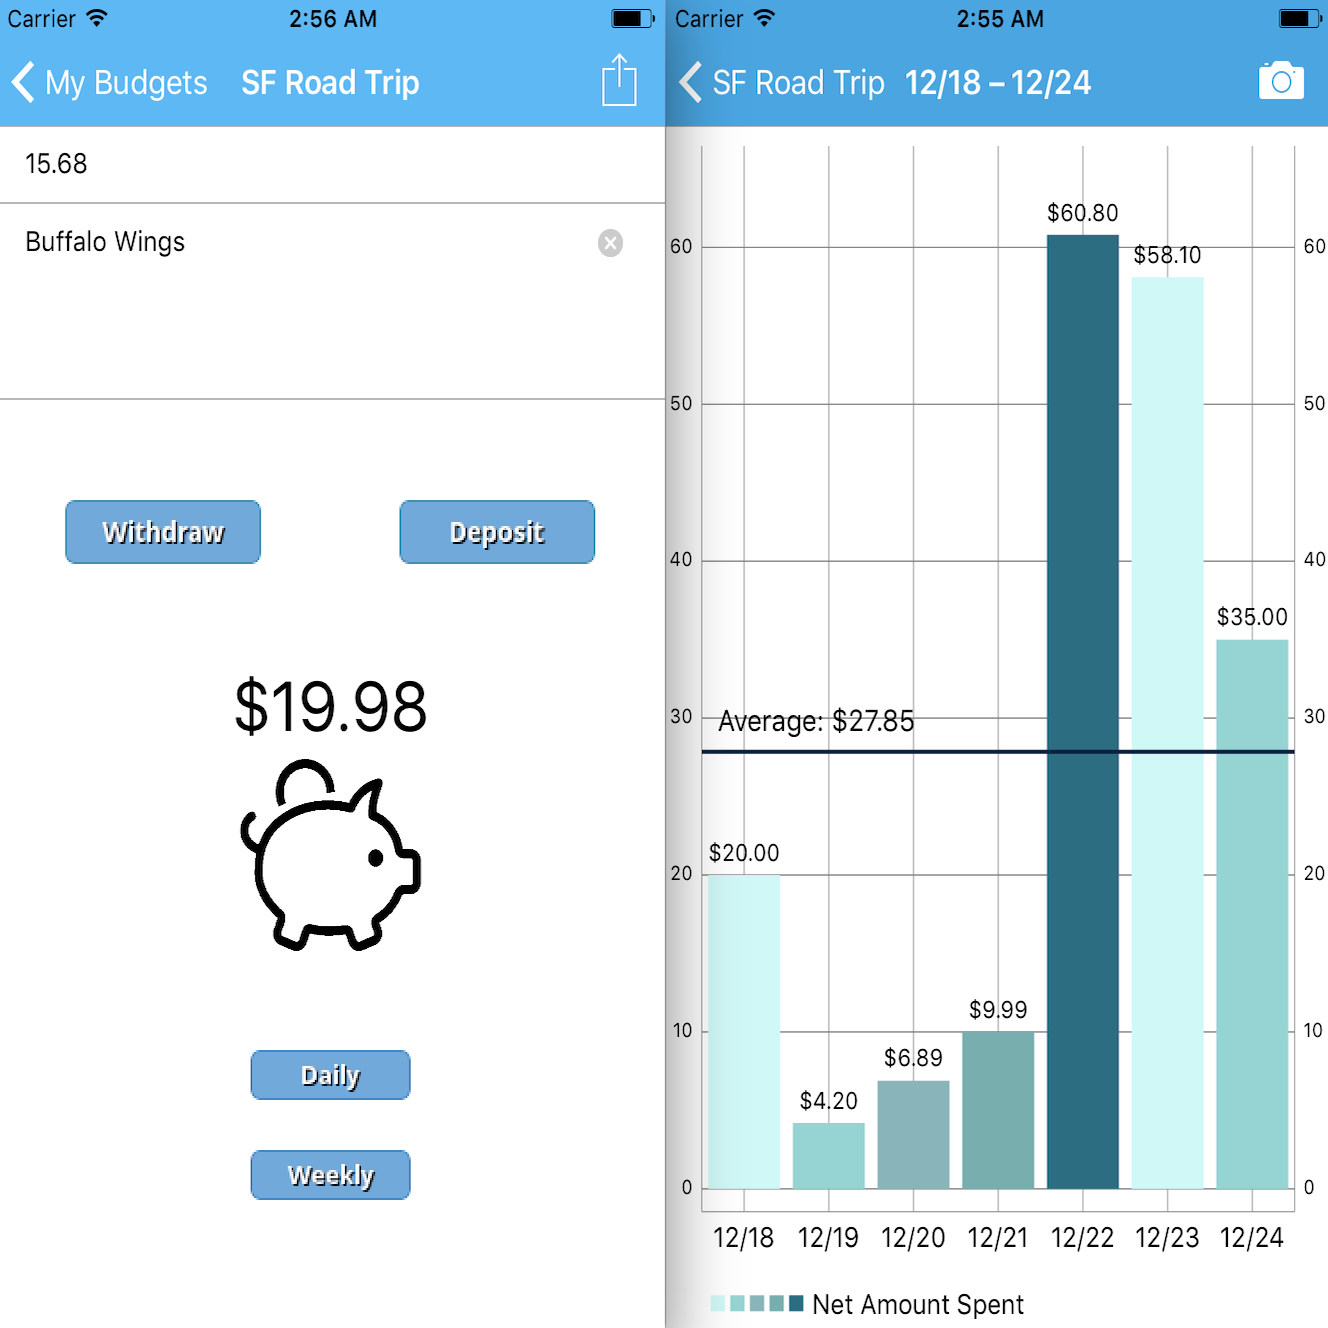 Carrier 2:56 AM
My Budgets SF Road Trip
15.68
Buffalo Wings
Withdraw Deposit
$19.98
Daily
Weekly
Carrier 2:55 AM
SF Road Trip 12/18 – 12/24
$60.80
60 60
$58.10
50 50
40 40
$35.00
30 Average: $27.85 30
$20.00
20 20
$9.99
10 10
$6.89
$4.20
0 0
12/18 12/19 12/20 12/21 12/22 12/23 12/24
Net Amount Spent